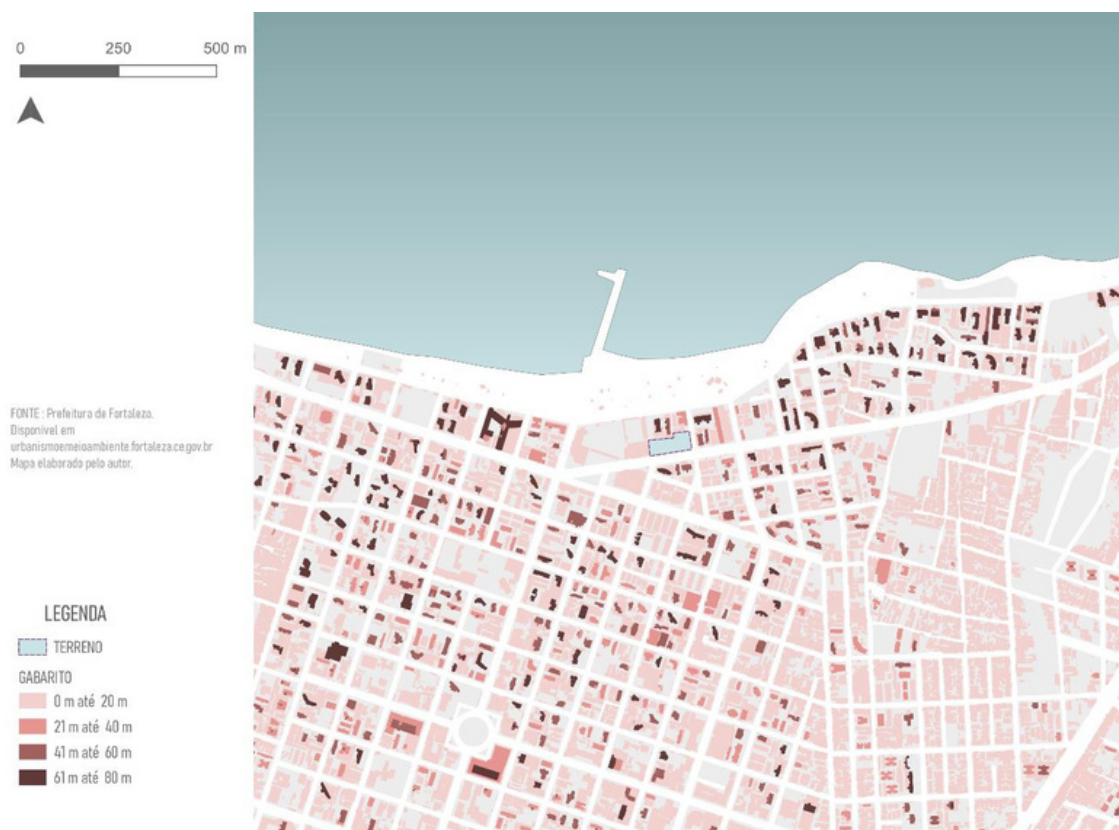 0 250 500 m
FONTE : Prefeitura de Fortaleza.
Disponivel em
urbanismoemeioambiente.fortaleza.ce.gov.br
Mapa elaborado pelo autor.
LEGENDA
TERRENO
GABARITO
0 m até 20 m
21 m até 40 m
41 m até 60 m
61 m até 80 m